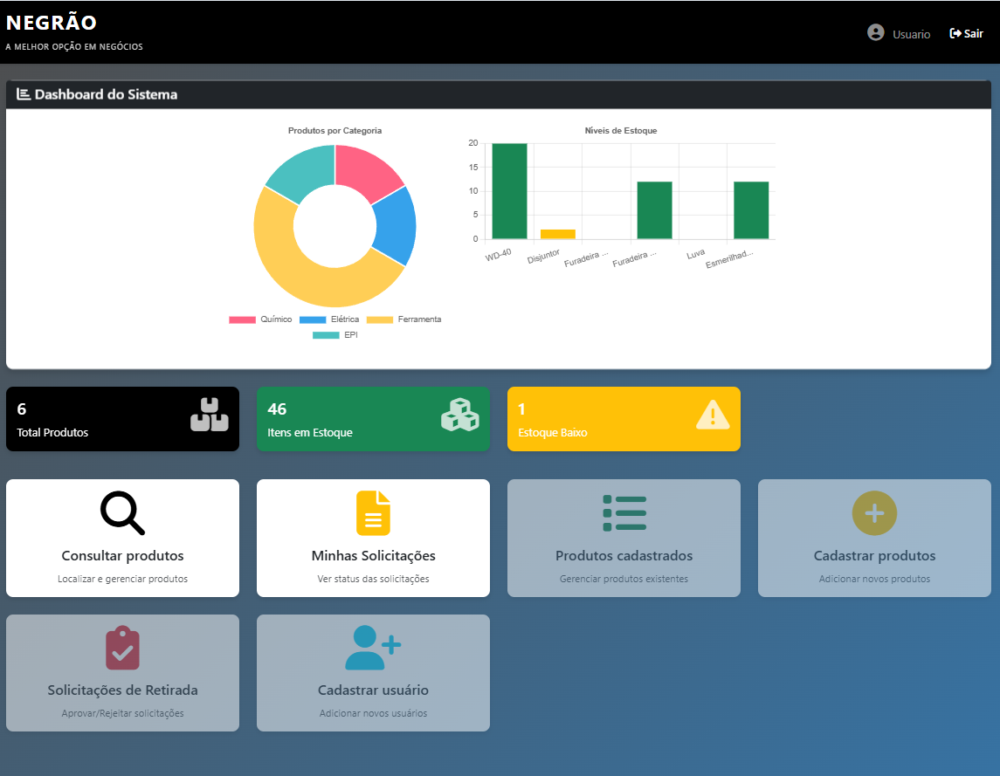 NEGRÃO
A MELHOR OPÇÃO EM NEGÓCIOS
Usuario
Sair
Dashboard do Sistema
Produtos por Categoria
Químico
Elétrica
Ferramenta
EPI
Níveis de Estoque
20
15
10
5
0
WD-40
Disjuntor
Furadeira ...
Furadeira ...
Luva
Esmerilhad...
6
Total Produtos
46
Itens em Estoque
1
Estoque Baixo
Consultar produtos
Localizar e gerenciar produtos
Minhas Solicitações
Ver status das solicitações
Produtos cadastrados
Gerenciar produtos existentes
Cadastrar produtos
Adicionar novos produtos
Solicitações de Retirada
Aprovar/Rejeitar solicitações
Cadastrar usuário
Adicionar novos usuários